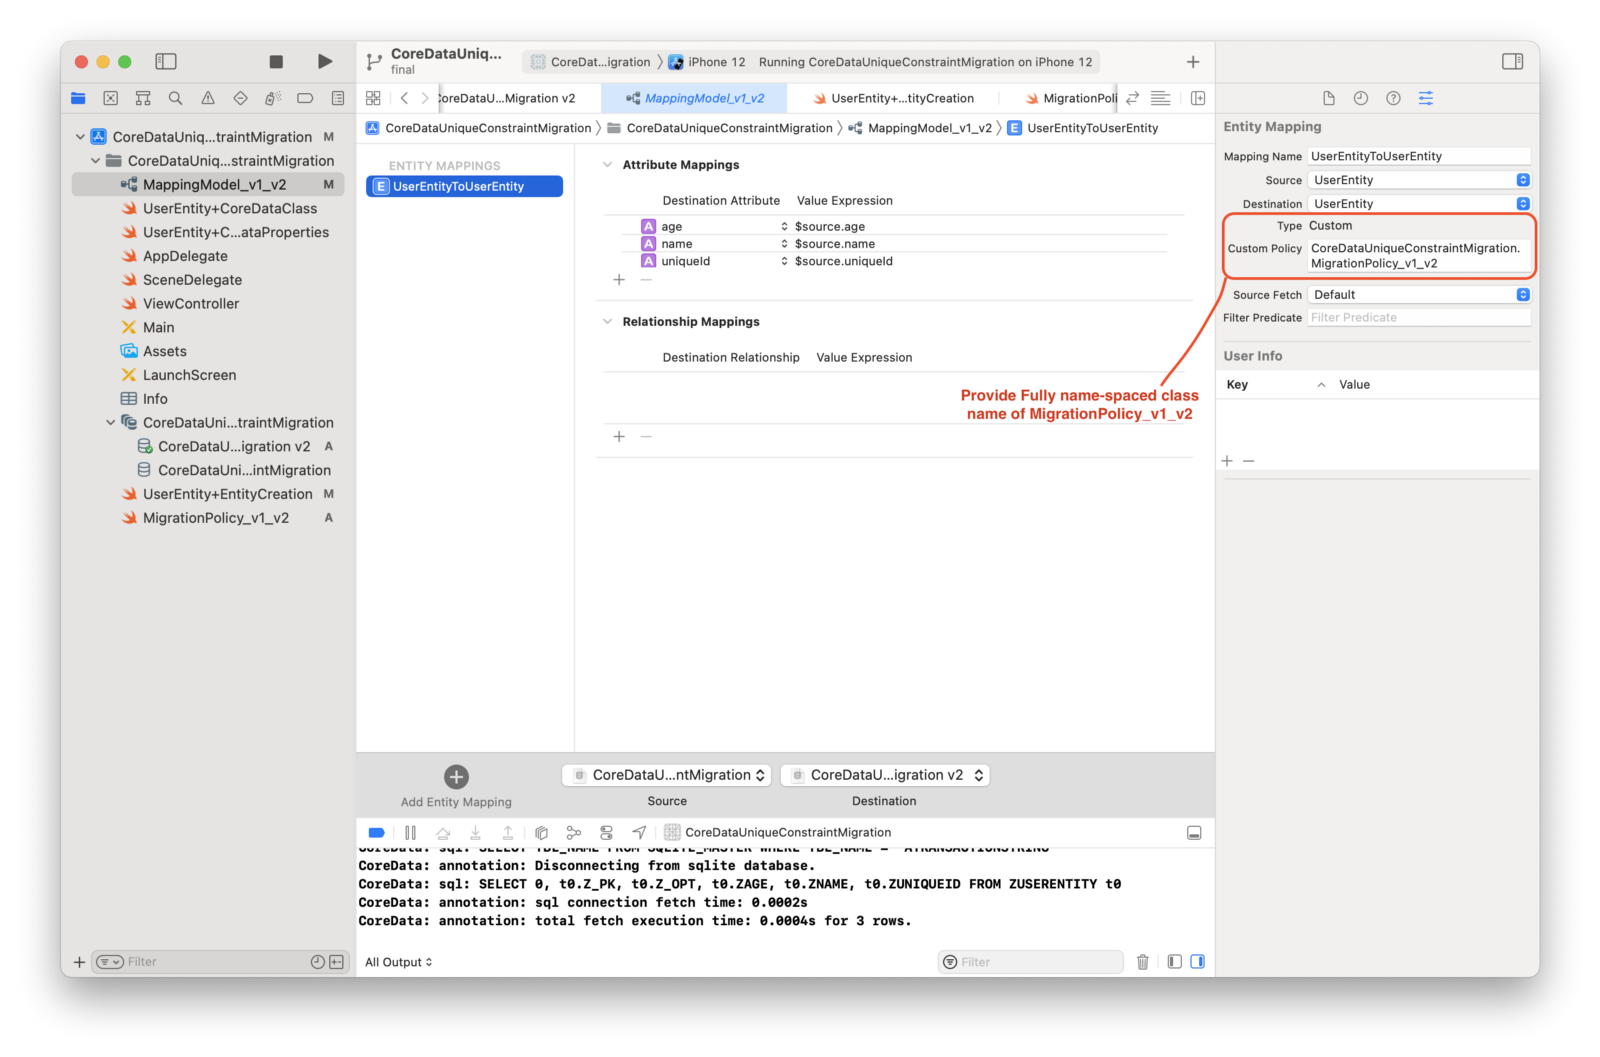 CoreDataUniq...
final
CoreDat...igration
iPhone 12
Running CoreDataUniqueConstraintMigration on iPhone 12
CoreDataUniq...traintMigration M
CoreDataUniq...straintMigration
MappingModel_v1_v2 M
UserEntity+CoreDataClass
UserEntity+C...ataProperties
AppDelegate
SceneDelegate
ViewController
Main
Assets
LaunchScreen
Info
CoreDataUni...traintMigration
CoreDataU...igration v2 A
CoreDataUni...intMigration
UserEntity+EntityCreation M
MigrationPolicy_v1_v2 A
Filter
CoreDataU...Migration v2
MappingModel_v1_v2
UserEntity+...tityCreation
MigrationPoli
CoreDataUniqueConstraintMigration
CoreDataUniqueConstraintMigration
MappingModel_v1_v2
E UserEntityToUserEntity
ENTITY MAPPINGS
E UserEntityToUserEntity
Attribute Mappings
Destination Attribute Value Expression
A age $source.age
A name $source.name
A uniqueId $source.uniqueId
Relationship Mappings
Destination Relationship Value Expression
Provide Fully name-spaced class
name of MigrationPolicy_v1_v2
Add Entity Mapping
CoreDataU...ntMigration
Source
CoreDataU...igration v2
Destination
CoreDataUniqueConstraintMigration
CoreData: sql: SELECT TBL_NAME FROM SQLITE_MASTER WHERE TBL_NAME =
CoreData: annotation: Disconnecting from sqlite database.
CoreData: sql: SELECT 0, t0.Z_PK, t0.Z_OPT, t0.ZAGE, t0.ZNAME, t0.ZUNIQUEID FROM ZUSERENTITY t0
CoreData: annotation: sql connection fetch time: 0.0002s
CoreData: annotation: total fetch execution time: 0.0004s for 3 rows.
All Output
Filter
Entity Mapping
Mapping Name UserEntityToUserEntity
Source UserEntity
Destination UserEntity
Type Custom
Custom Policy CoreDataUniqueConstraintMigration.
MigrationPolicy_v1_v2
Source Fetch Default
Filter Predicate Filter Predicate
User Info
Key Value